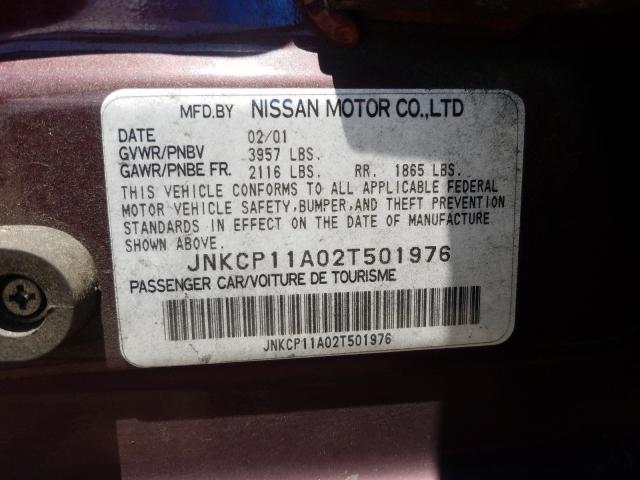 MFD.BY NISSAN MOTOR CO.,LTD
DATE 02/01
GVWR/PNBV 3957 LBS.
GAWR/PNBE FR. 2116 LBS. RR. 1865 LBS.
THIS VEHICLE CONFORMS TO ALL APPLICABLE FEDERAL
MOTOR VEHICLE SAFETY,BUMPER,AND THEFT PREVENTION
STANDARDS IN EFFECT ON THE DATE OF MANUFACTURE
SHOWN ABOVE.
JNKCP11A02T501976
PASSENGER CAR/VOITURE DE TOURISME
JNKCP11A02T501976